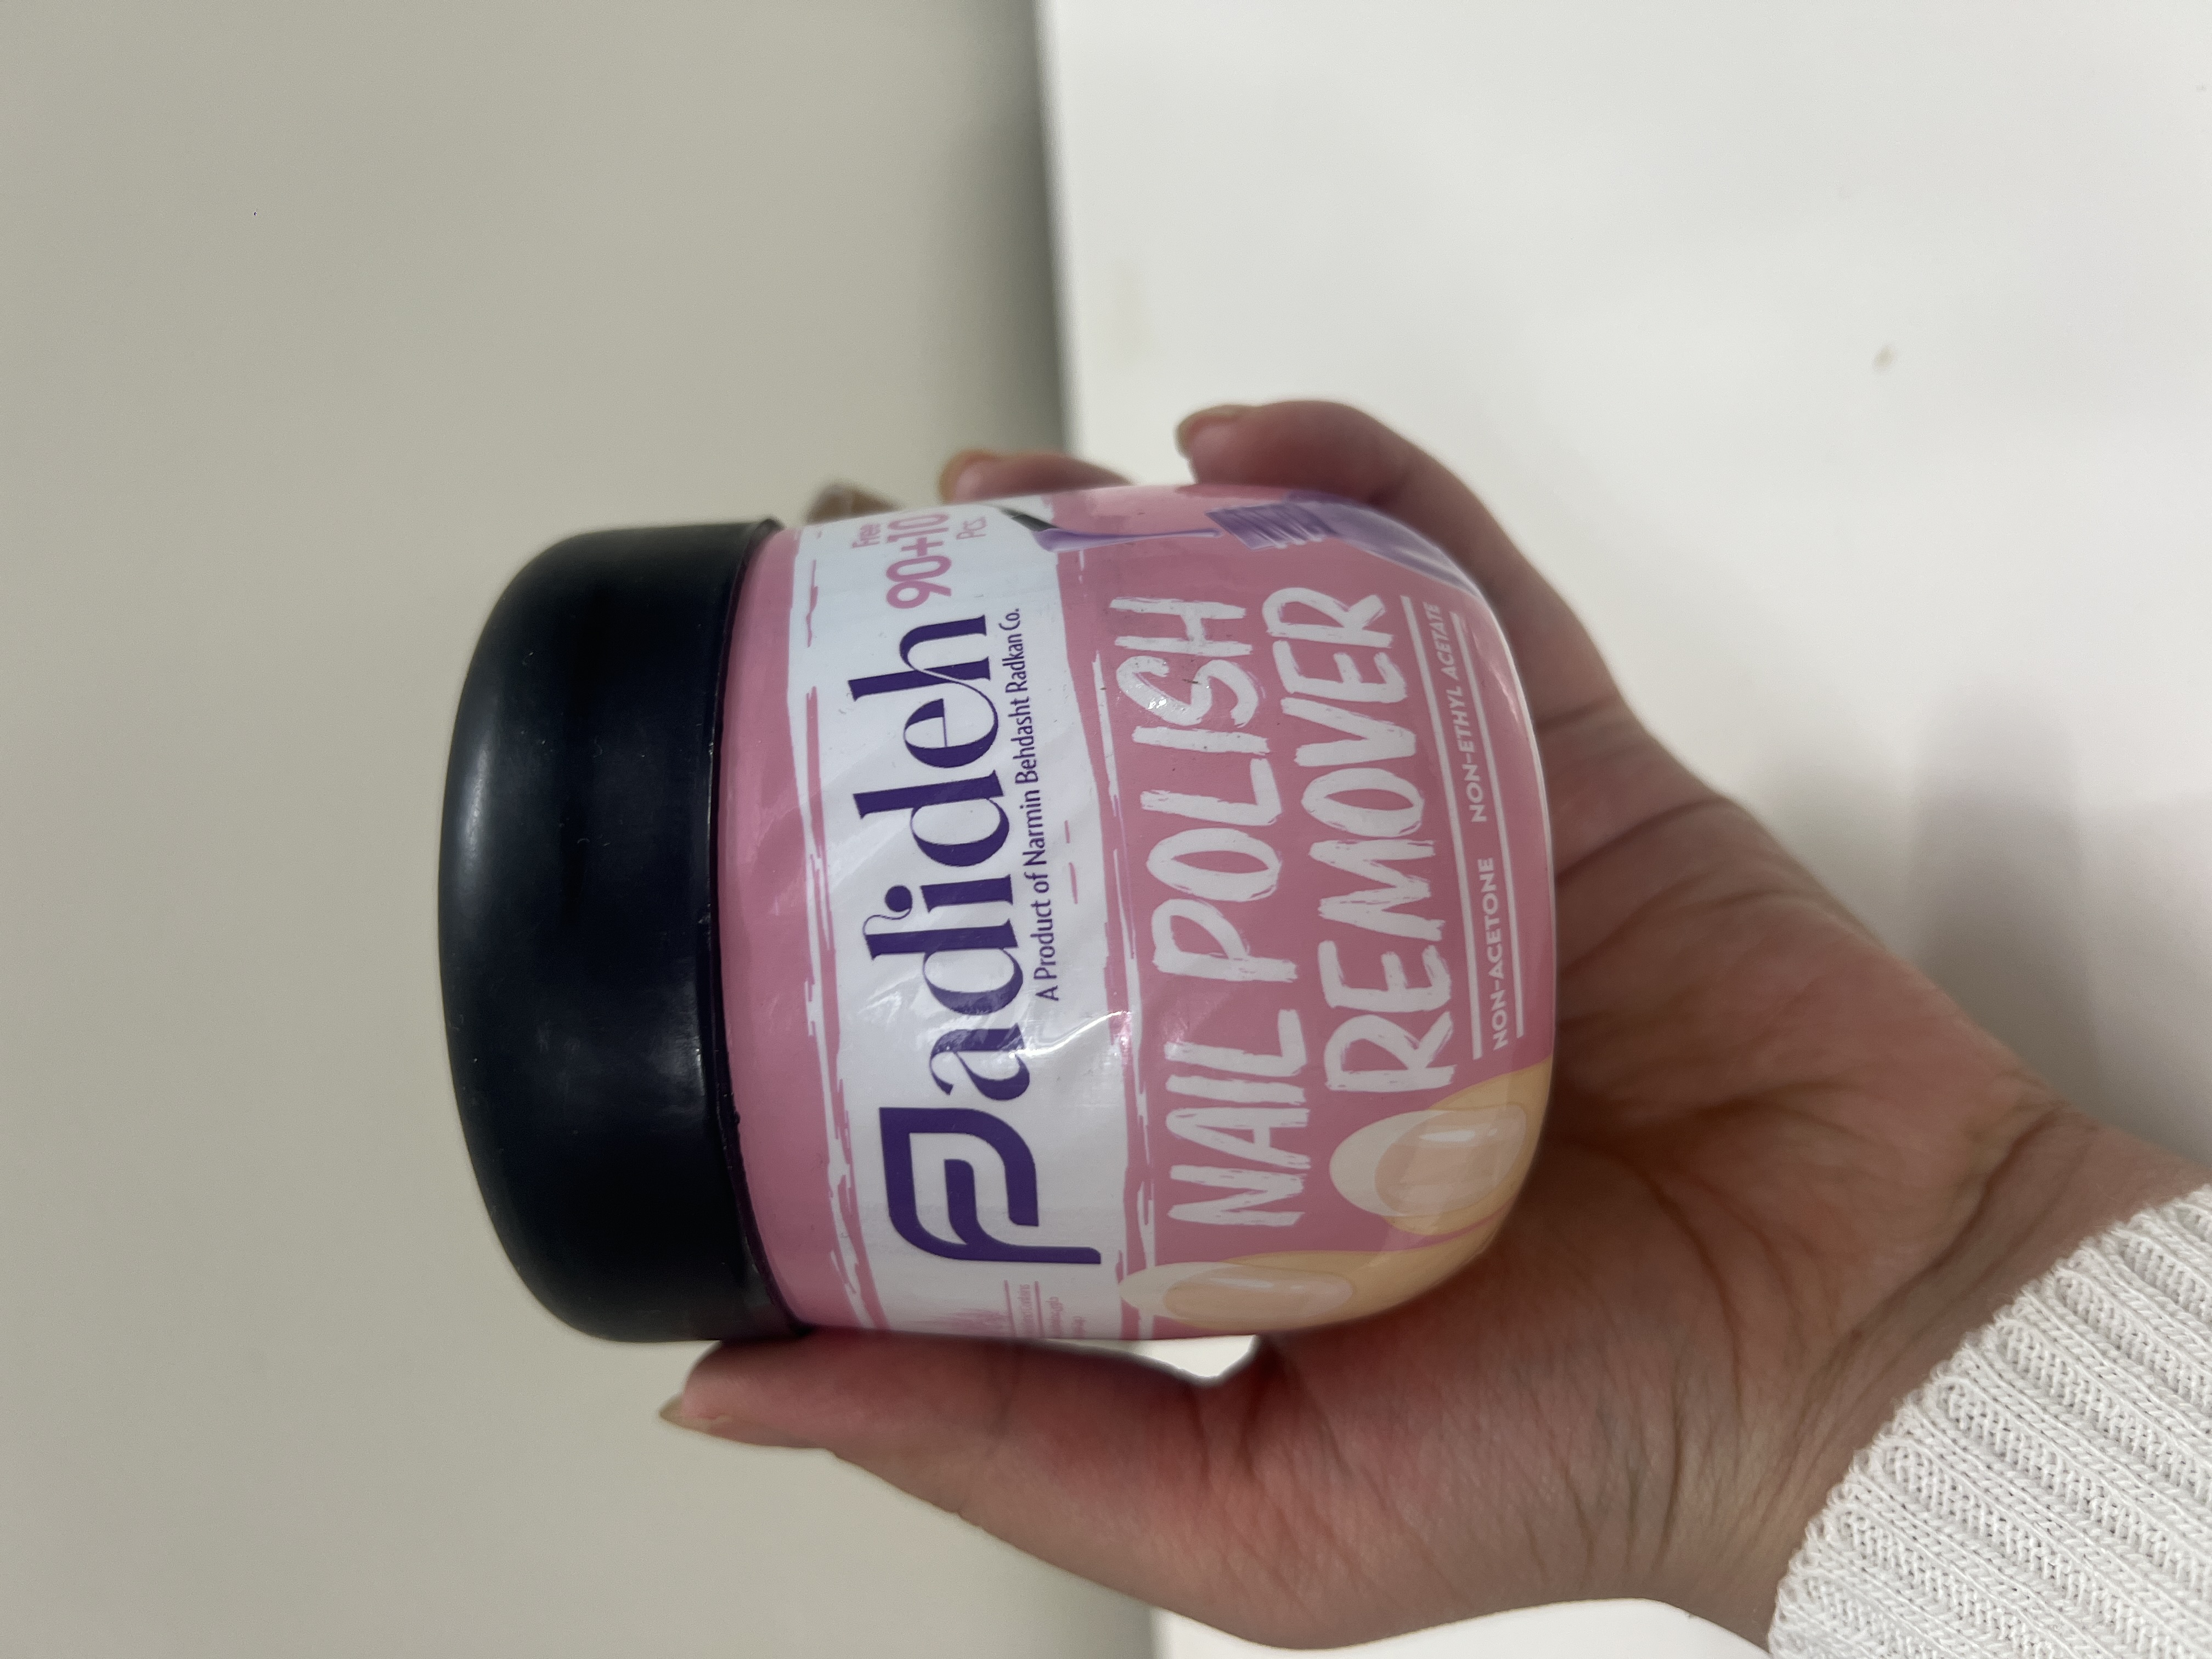 Padideh
A Product of Narmin Behdasht Radkan Co.
Free
90+10
Pcs
NAIL POLISH
REMOVER
NON-ACETONE NON-ETHYL ACETATE